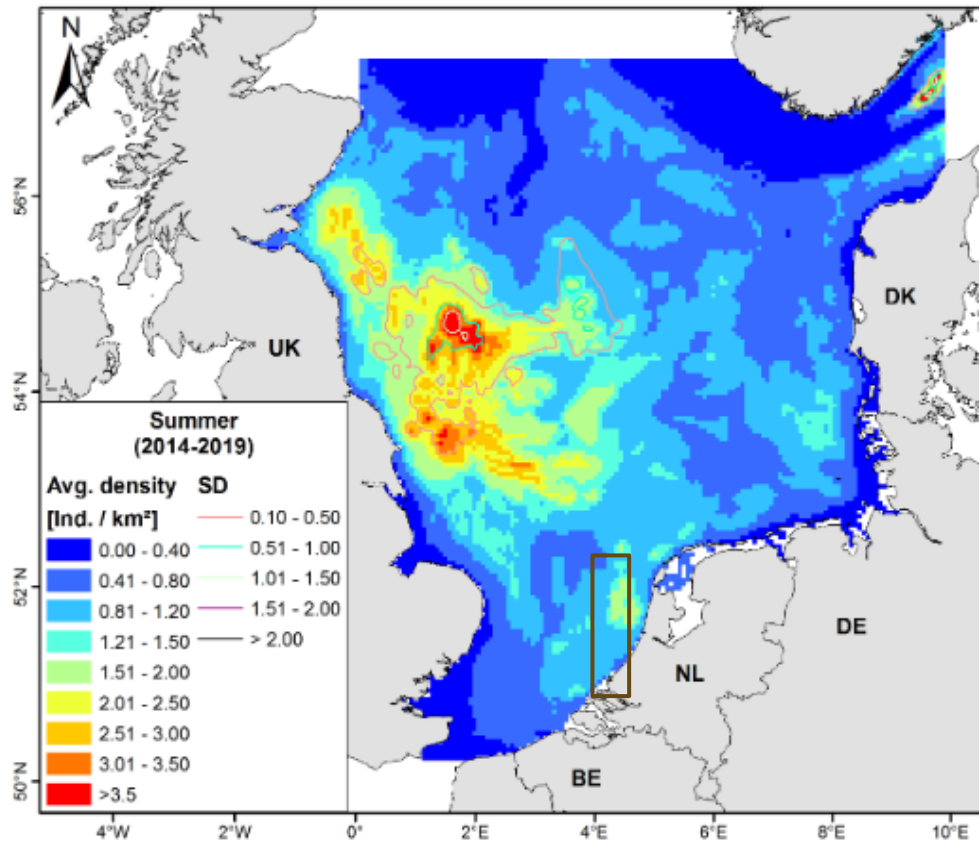 N
56°N
54°N
52°N
50°N
UK
DK
DE
NL
BE
Summer
(2014-2019)
Avg. density SD
[Ind. / km²]
0.00 - 0.40
0.41 - 0.80
0.81 - 1.20
1.21 - 1.50
1.51 - 2.00
2.01 - 2.50
2.51 - 3.00
3.01 - 3.50
>3.5
0.10 - 0.50
0.51 - 1.00
1.01 - 1.50
1.51 - 2.00
> 2.00
4°W 2°W 0° 2°E 4°E 6°E 8°E 10°E